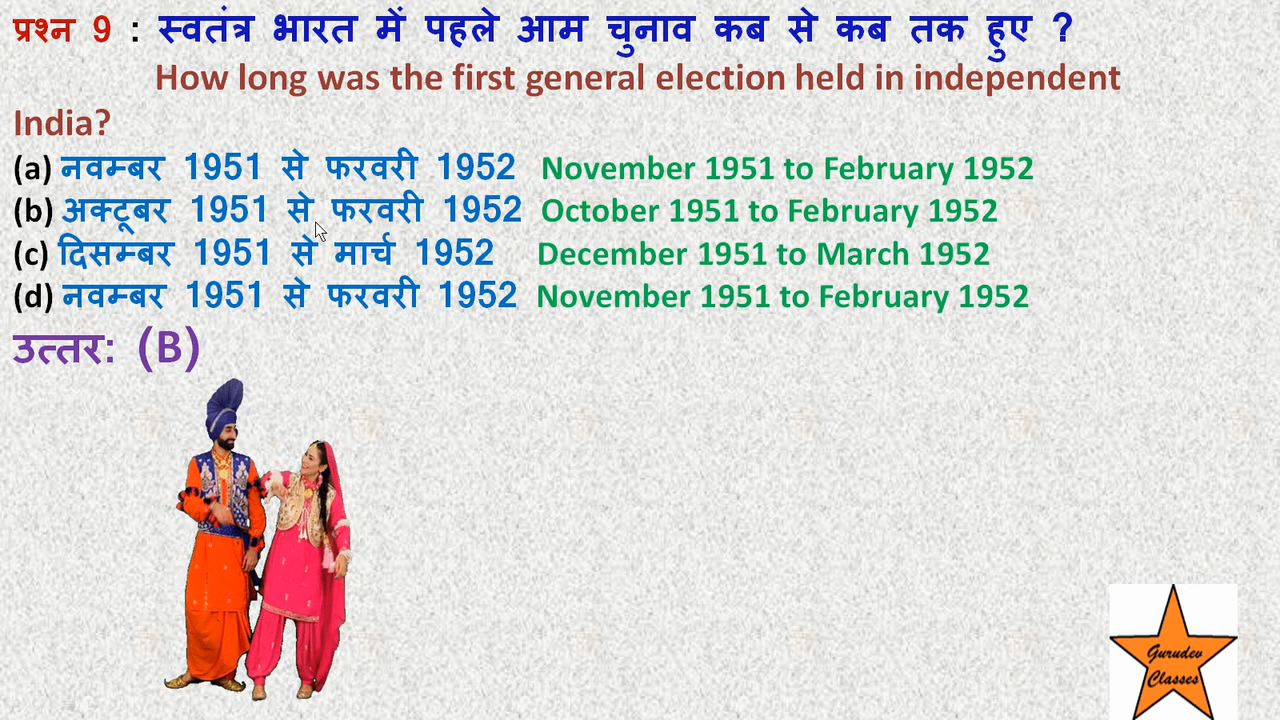 प्रश्न 9 : स्वतंत्र भारत में पहले आम चुनाव कब से कब तक हुए ?
How long was the first general election held in independent
India?
(a) नवम्बर 1951 से फरवरी 1952 November 1951 to February 1952
(b) अक्टूबर 1951 से फरवरी 1952 October 1951 to February 1952
(c) दिसम्बर 1951 से मार्च 1952 December 1951 to March 1952
(d) नवम्बर 1951 से फरवरी 1952 November 1951 to February 1952
उत्तर: (B)
Gurudev
Classes